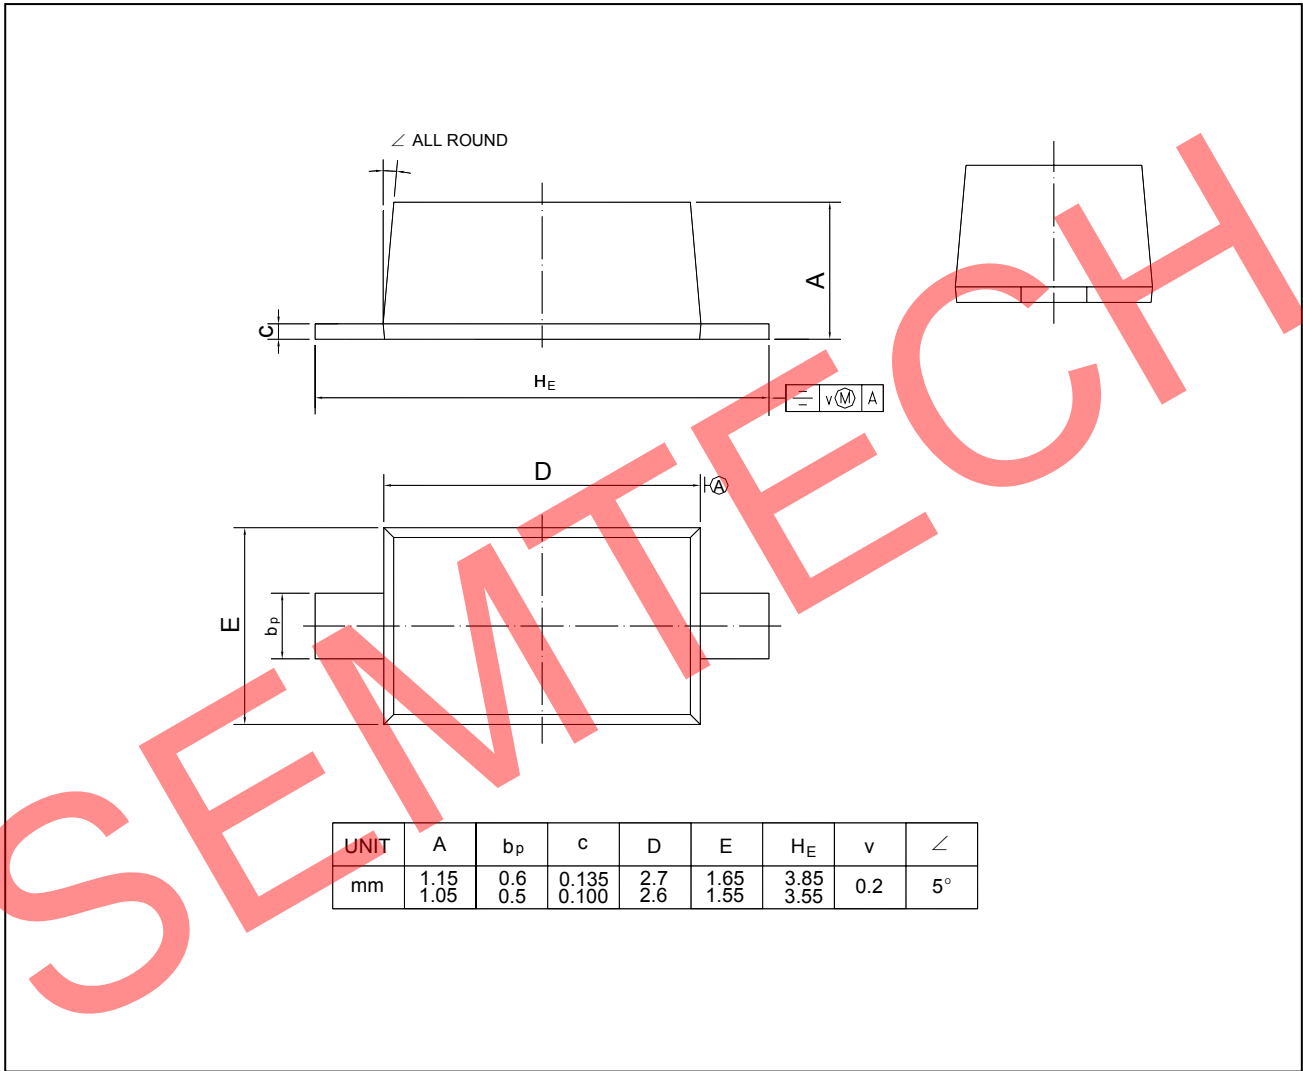 ∠ ALL ROUND
A
c
HE
v Ⓜ A
D
A
E
bp
UNIT A bp c D E HE v ∠
mm 1.15 0.6 0.135 2.7 1.65 3.85 0.2 5°
1.05 0.5 0.100 2.6 1.55 3.55
SEMTECH